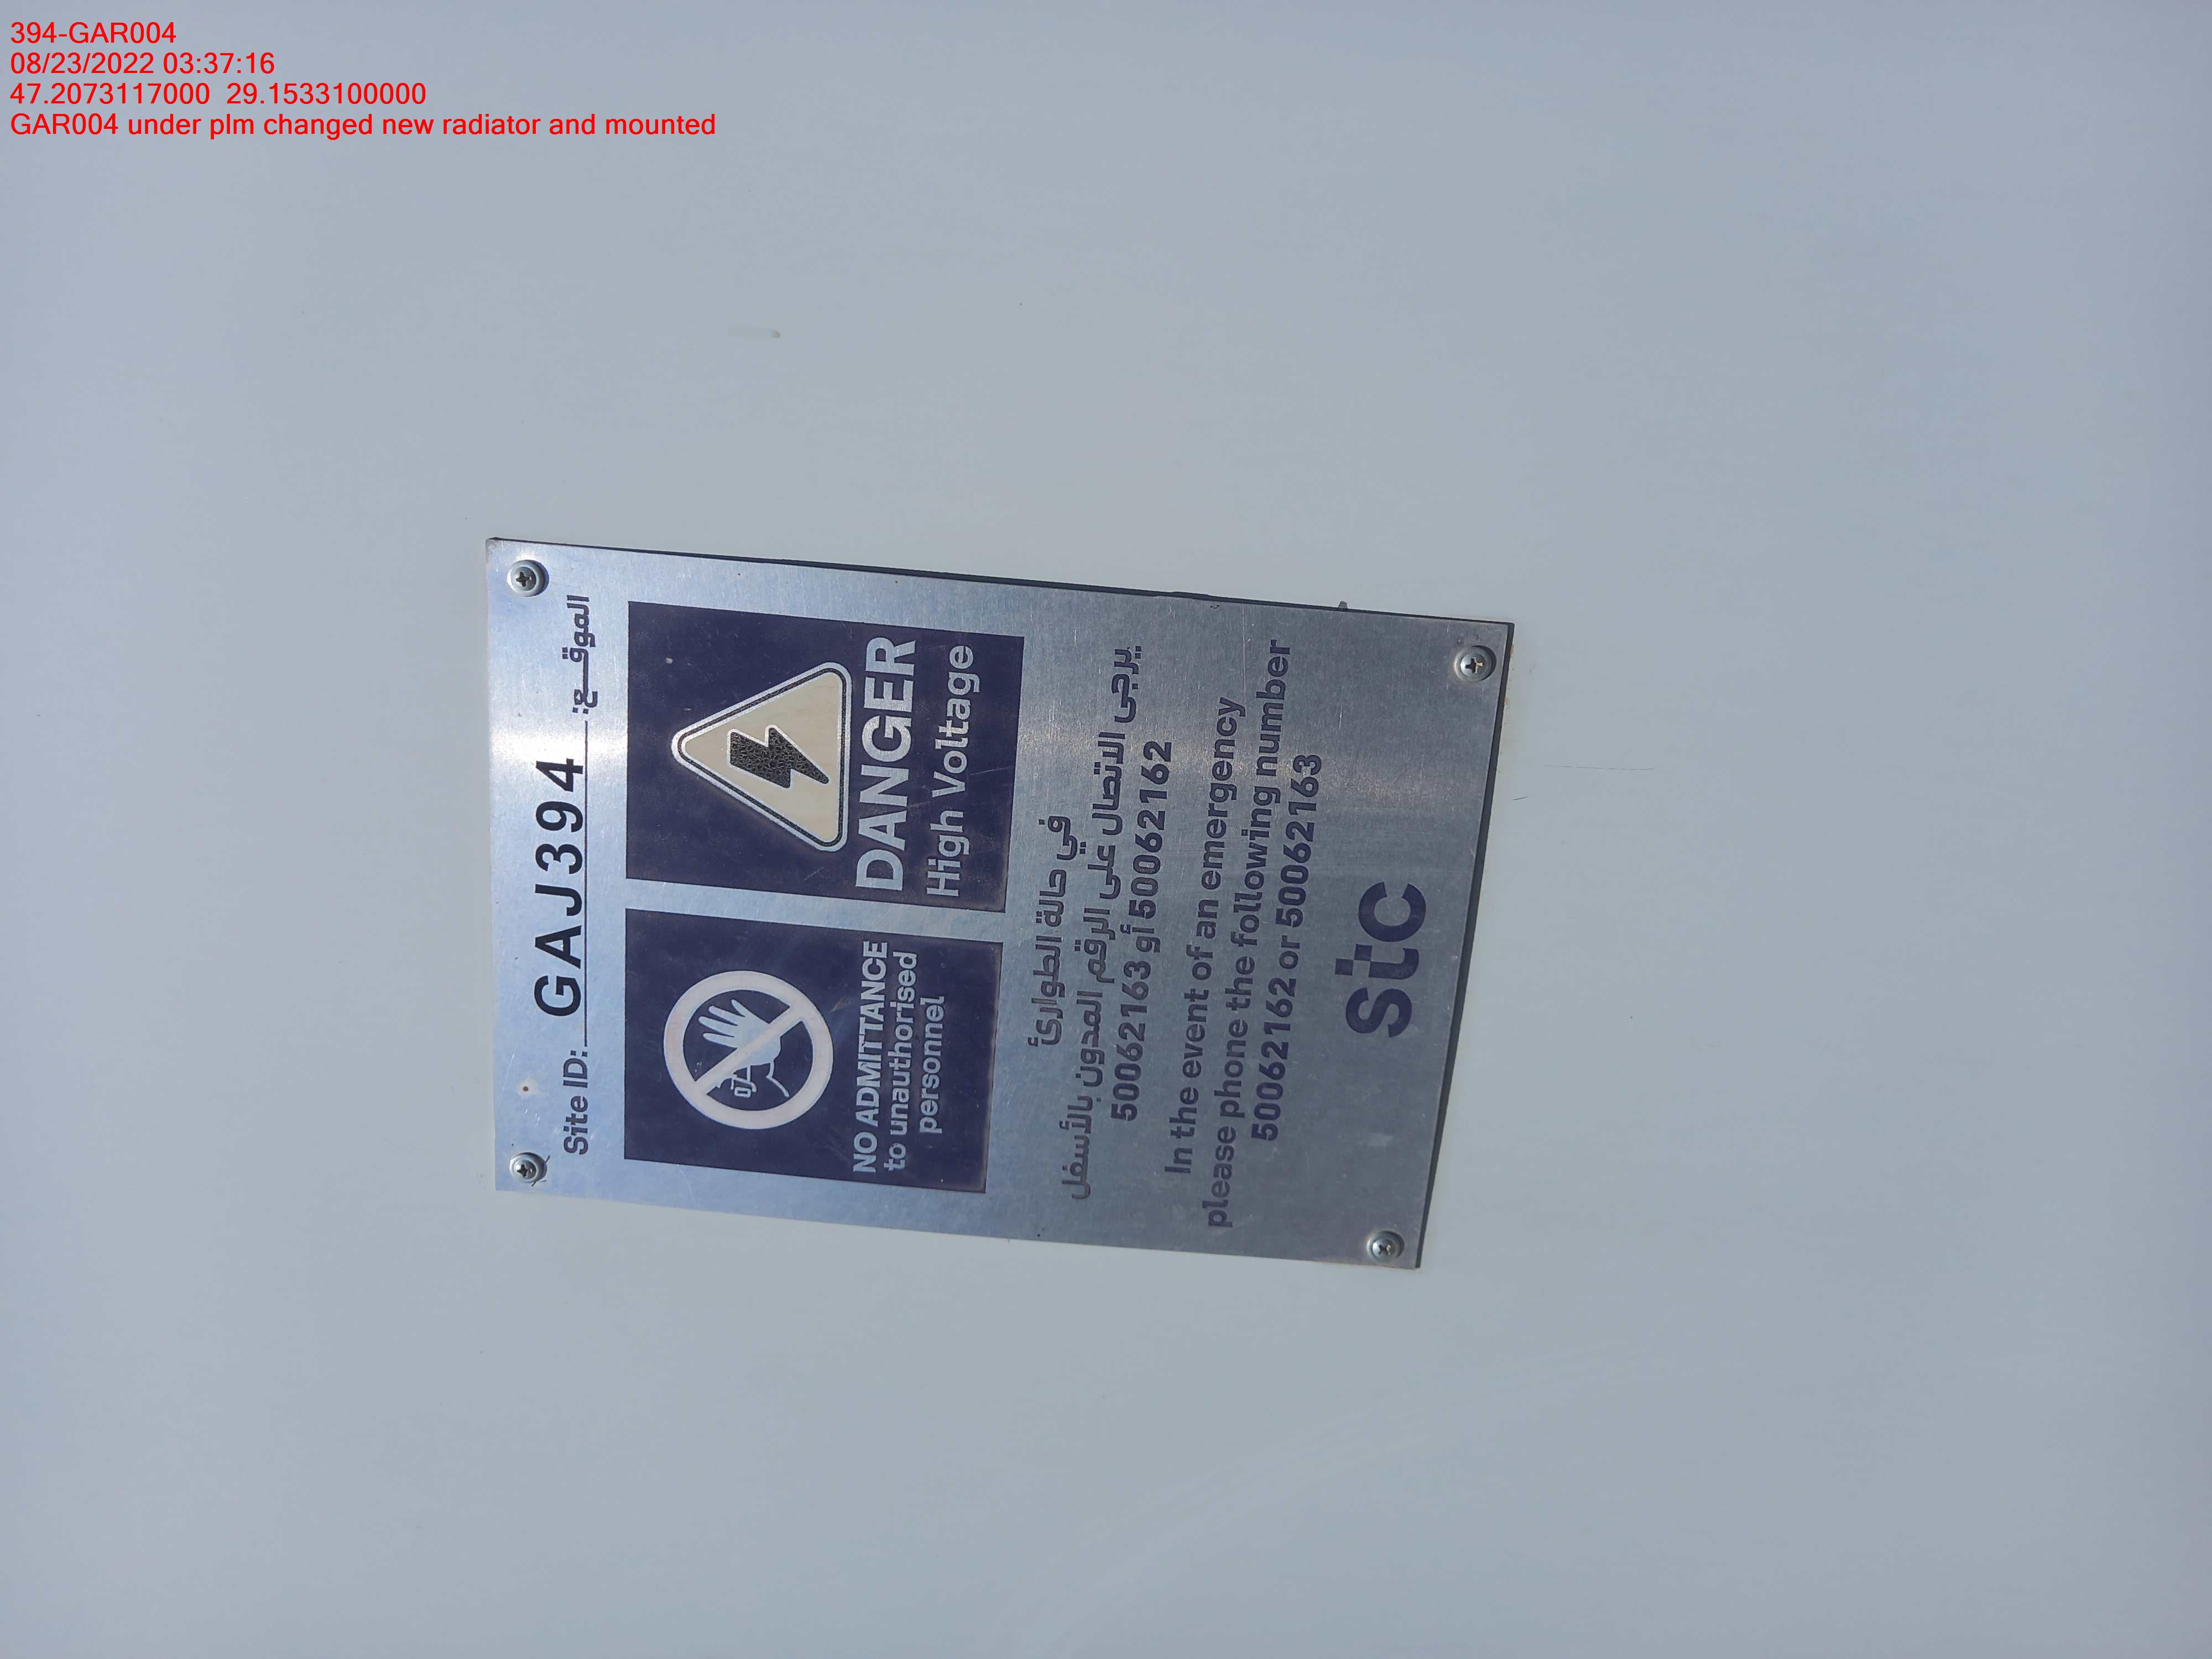 394-GAR004
08/23/2022 03:37:16
47.2073117000 29.1533100000
GAR004 under plm changed new radiator and mounted
Site ID: GAJ394 الموقـــع:
NO ADMITTANCE
to unauthorised
personnel
DANGER
High Voltage
في حالة الطوارئ
يرجى الاتصال على الرقم المدون بالأسفل
50062163 أو 50062162
In the event of an emergency
please phone the following number
50062162 or 50062163
stc